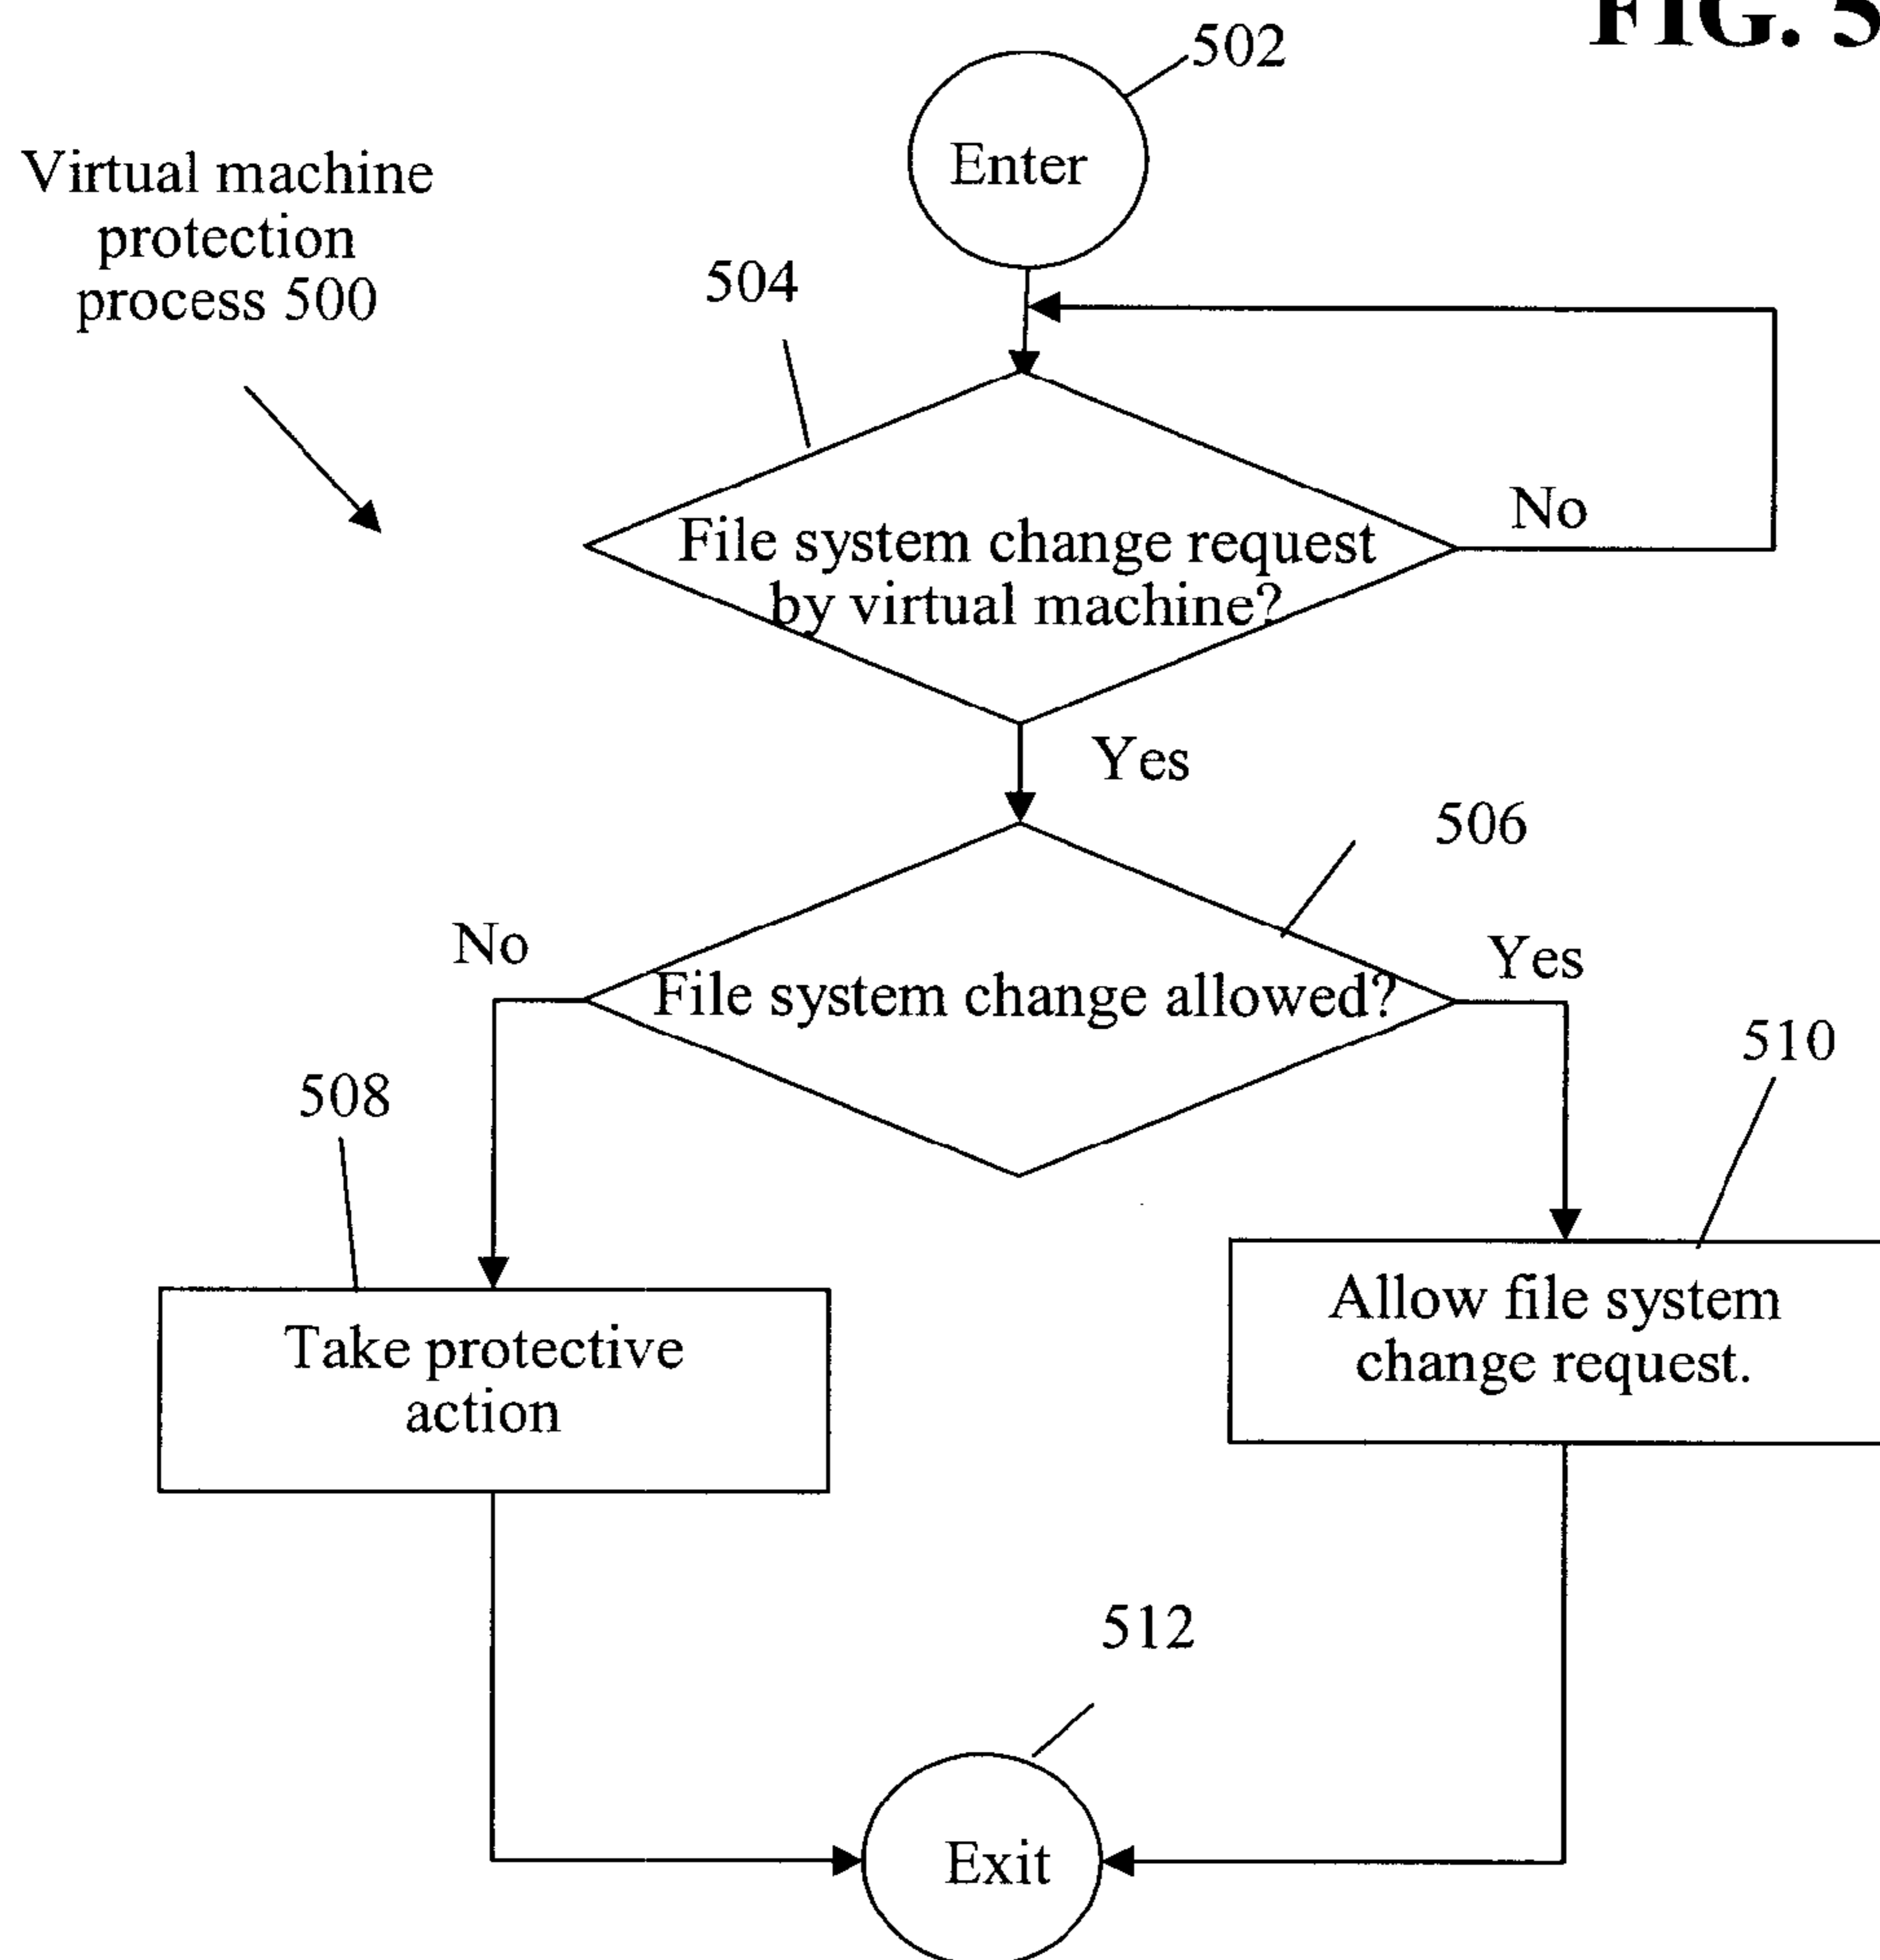 FIG. 5
502
Enter
Virtual machine
protection
process 500
504
File system change request
by virtual machine?
No
Yes
506
No
File system change allowed?
Yes
510
508
Allow file system
change request.
Take protective
action
512
Exit